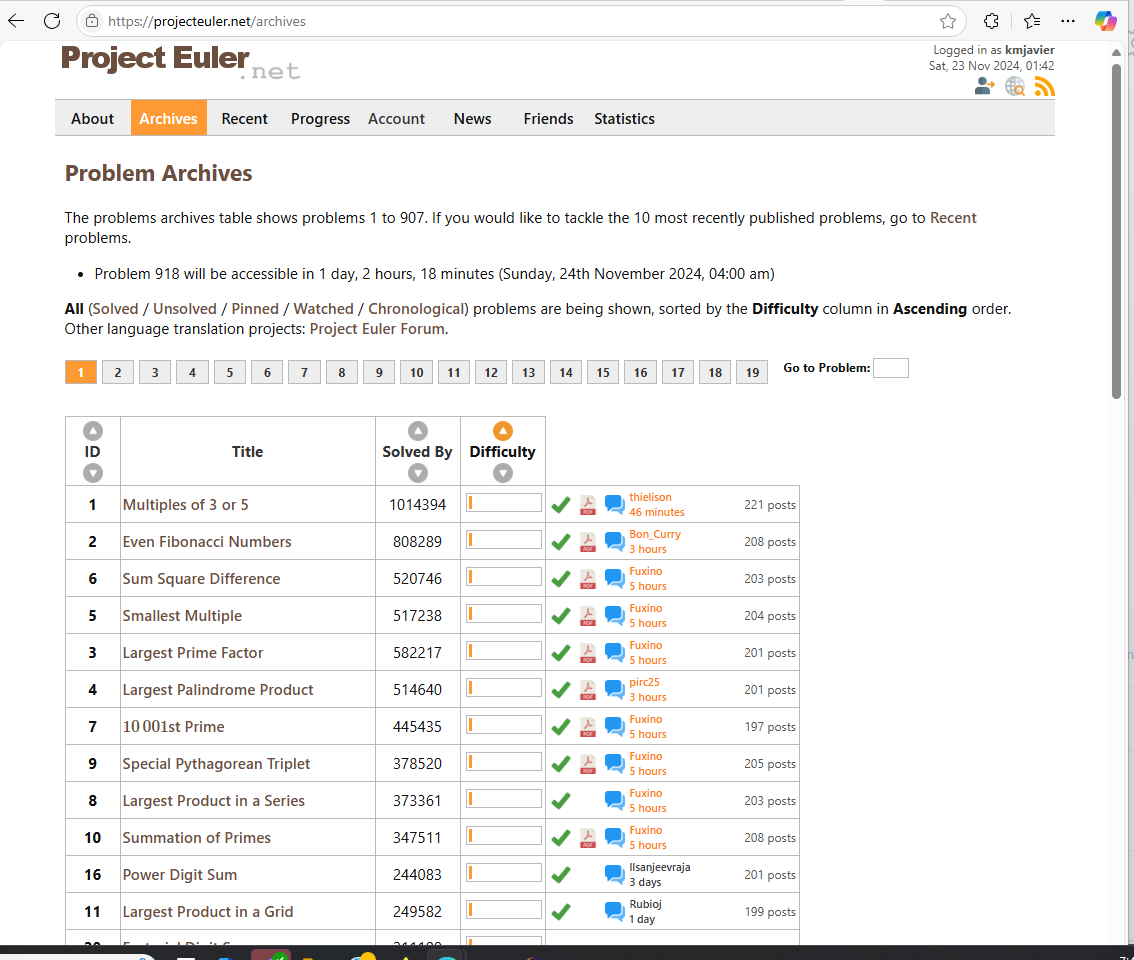 https://projecteuler.net/archives
Project Euler
.net
Logged in as kmjavier
Sat, 23 Nov 2024, 01:42
About Archives Recent Progress Account News Friends Statistics
Problem Archives
The problems archives table shows problems 1 to 907. If you would like to tackle the 10 most recently published problems, go to Recent
problems.
• Problem 918 will be accessible in 1 day, 2 hours, 18 minutes (Sunday, 24th November 2024, 04:00 am)
All (Solved / Unsolved / Pinned / Watched / Chronological) problems are being shown, sorted by the Difficulty column in Ascending order.
Other language translation projects: Project Euler Forum.
1 2 3 4 5 6 7 8 9 10 11 12 13 14 15 16 17 18 19 Go to Problem:
ID Title Solved By Difficulty
1 Multiples of 3 or 5 1014394 PDF thielison 46 minutes 221 posts
2 Even Fibonacci Numbers 808289 PDF Bon_Curry 3 hours 208 posts
6 Sum Square Difference 520746 PDF Fuxino 5 hours 203 posts
5 Smallest Multiple 517238 PDF Fuxino 5 hours 204 posts
3 Largest Prime Factor 582217 PDF Fuxino 5 hours 201 posts
4 Largest Palindrome Product 514640 PDF pirc25 3 hours 201 posts
7 10 001st Prime 445435 PDF Fuxino 5 hours 197 posts
9 Special Pythagorean Triplet 378520 PDF Fuxino 5 hours 205 posts
8 Largest Product in a Series 373361 Fuxino 5 hours 203 posts
10 Summation of Primes 347511 PDF Fuxino 5 hours 208 posts
16 Power Digit Sum 244083 IIsanjeevraja 3 days 201 posts
11 Largest Product in a Grid 249582 Rubioj 1 day 199 posts